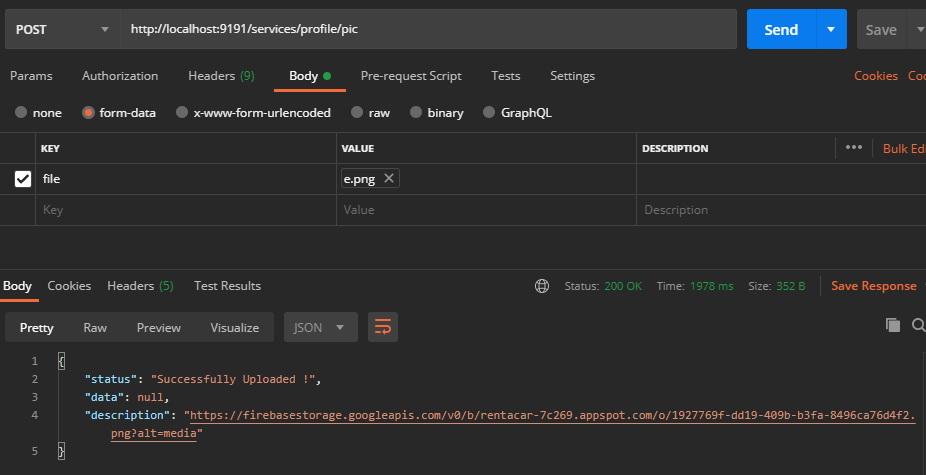 POST http://localhost:9191/services/profile/pic Send Save
Params Authorization Headers (9) Body Pre-request Script Tests Settings Cookies
none form-data x-www-form-urlencoded raw binary GraphQL
KEY VALUE DESCRIPTION ••• Bulk
file e.png
Key Value Description
Body Cookies Headers (5) Test Results Status: 200 OK Time: 1978 ms Size: 352 B Save Response
Pretty Raw Preview Visualize JSON
1 {
2 "status": "Successfully Uploaded !",
3 "data": null,
4 "description": "https://firebasestorage.googleapis.com/v0/b/rentacar-7c269.appspot.com/o/1927769f-dd19-409b-b3fa-8496ca76d4f2.
png?alt=media"
5 }